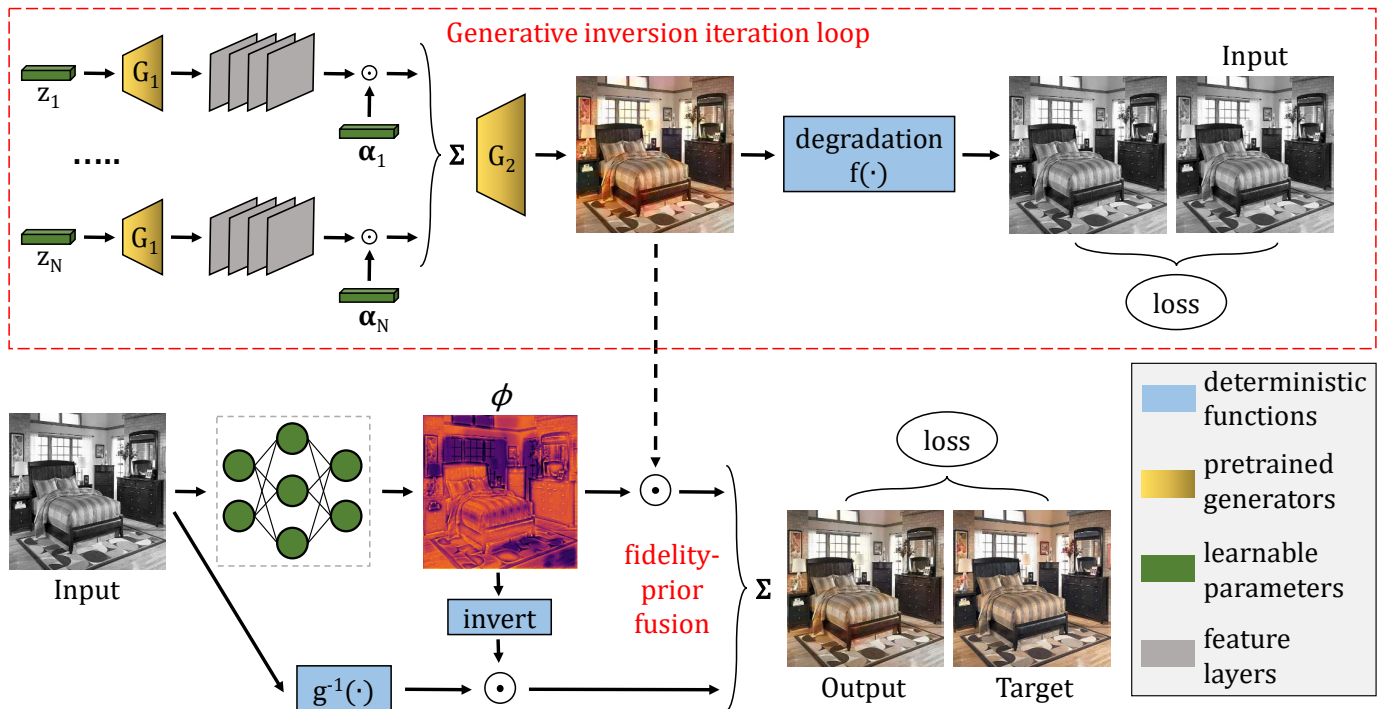 Generative inversion iteration loop
Input
z1
G1
⊙
α1
.....
Σ
G2
degradation
f(·)
zN
G1
⊙
αN
loss
Input
ϕ
⊙
fidelity-
prior
fusion
invert
g-1(·)
⊙
Σ
loss
Output
Target
deterministic
functions
pretrained
generators
learnable
parameters
feature
layers